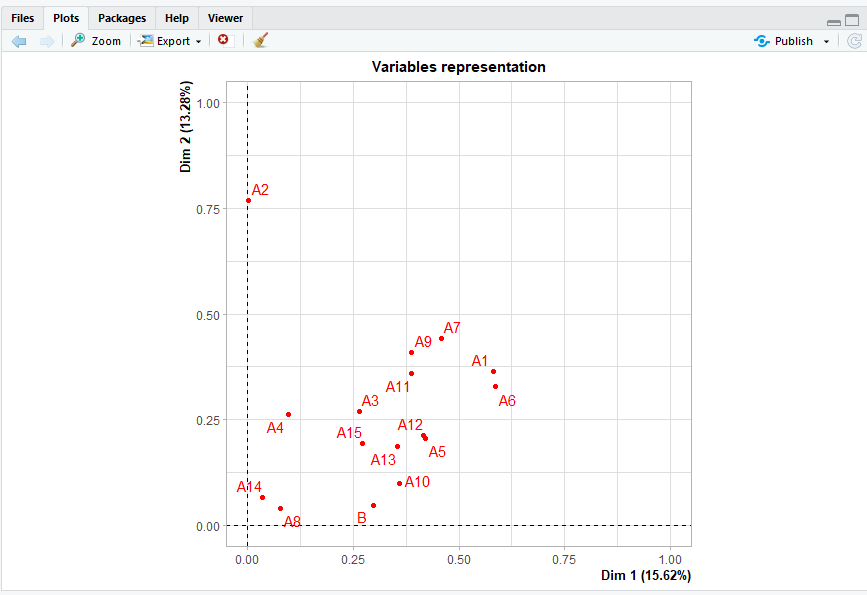 Files Plots Packages Help Viewer
Zoom Export Publish
Variables representation
Dim 2 (13.28%)
1.00
0.75
0.50
0.25
0.00
A2
A7
A9
A1
A11
A6
A3
A4
A12
A15
A5
A13
A10
A14
B
A8
0.00 0.25 0.50 0.75 1.00
Dim 1 (15.62%)